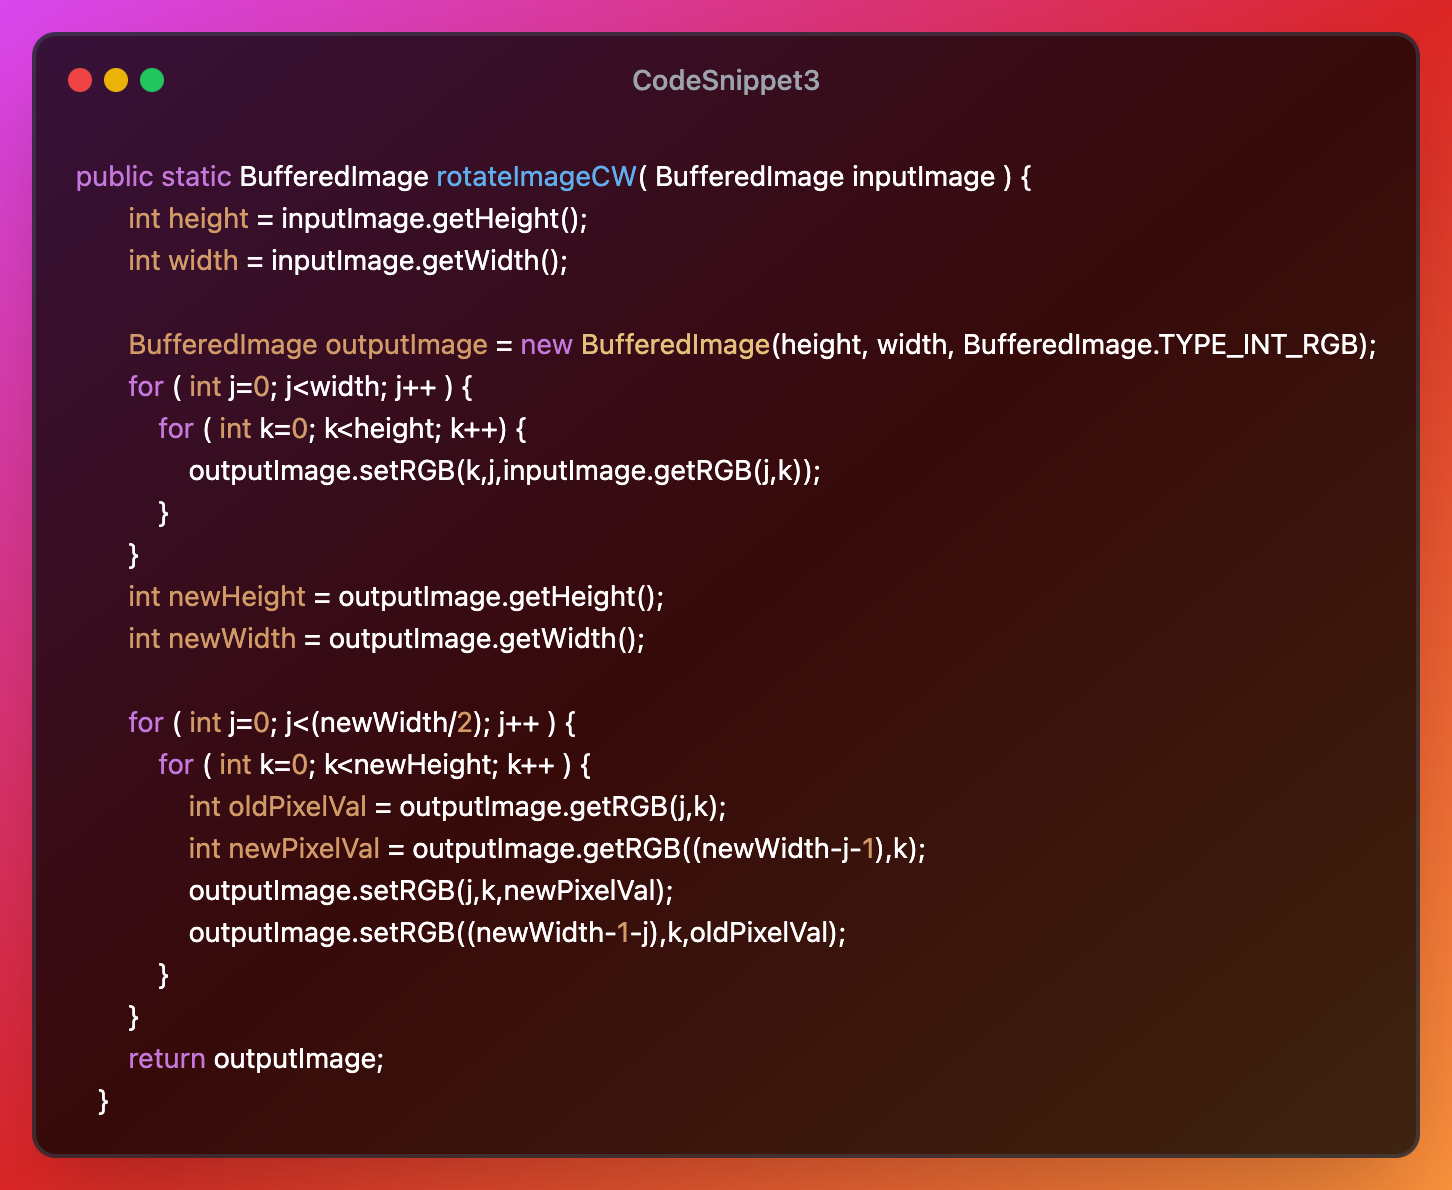 CodeSnippet3
public static BufferedImage rotateImageCW( BufferedImage inputImage ) {
int height = inputImage.getHeight();
int width = inputImage.getWidth();
BufferedImage outputImage = new BufferedImage(height, width, BufferedImage.TYPE_INT_RGB);
for ( int j=0; j<width; j++ ) {
for ( int k=0; k<height; k++) {
outputImage.setRGB(k,j,inputImage.getRGB(j,k));
}
}
int newHeight = outputImage.getHeight();
int newWidth = outputImage.getWidth();
for ( int j=0; j<(newWidth/2); j++ ) {
for ( int k=0; k<newHeight; k++ ) {
int oldPixelVal = outputImage.getRGB(j,k);
int newPixelVal = outputImage.getRGB((newWidth-j-1),k);
outputImage.setRGB(j,k,newPixelVal);
outputImage.setRGB((newWidth-1-j),k,oldPixelVal);
}
}
return outputImage;
}